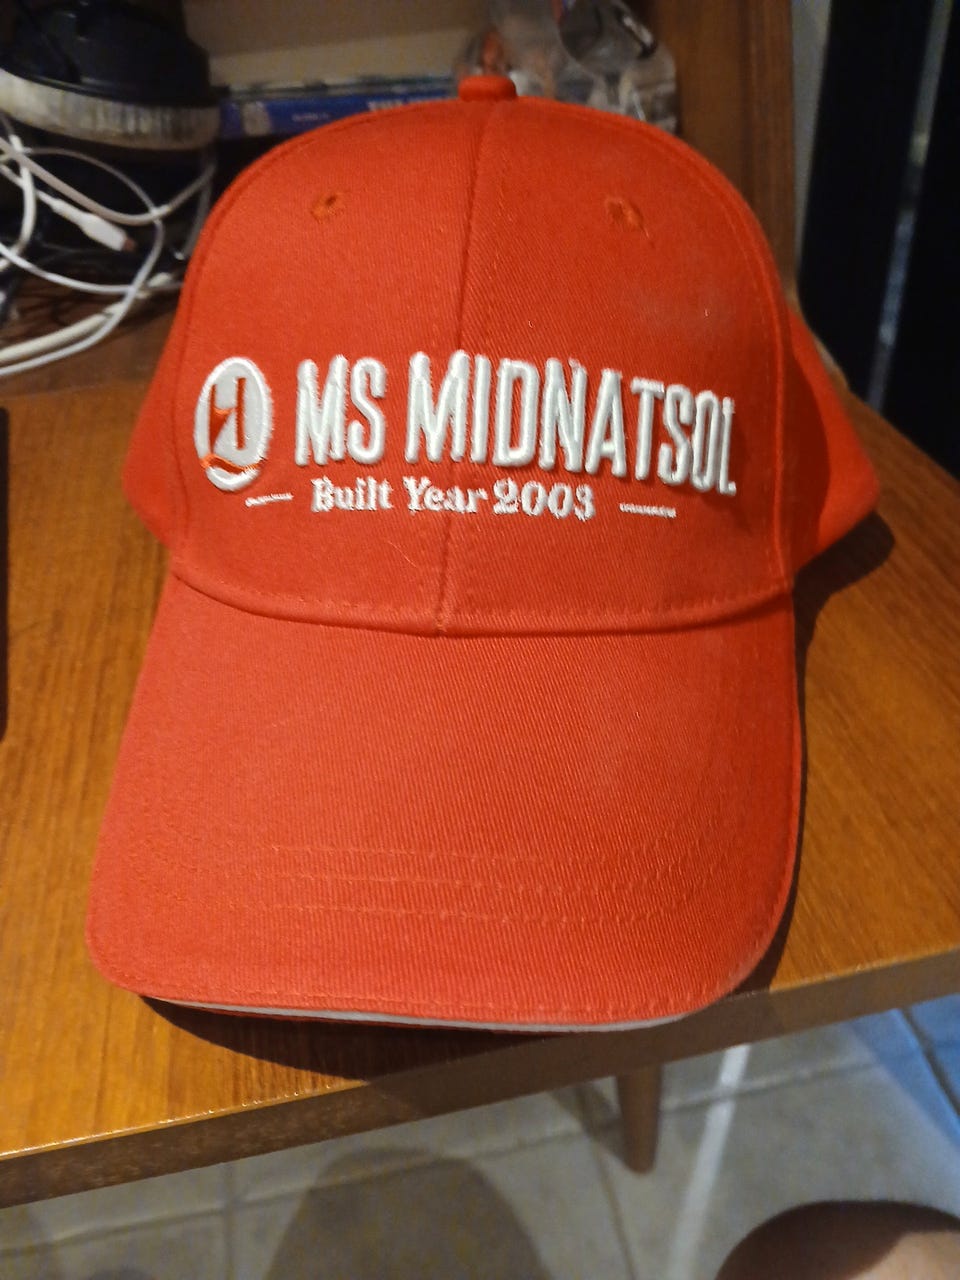 MS MIDNATSOL
Built Year 2003